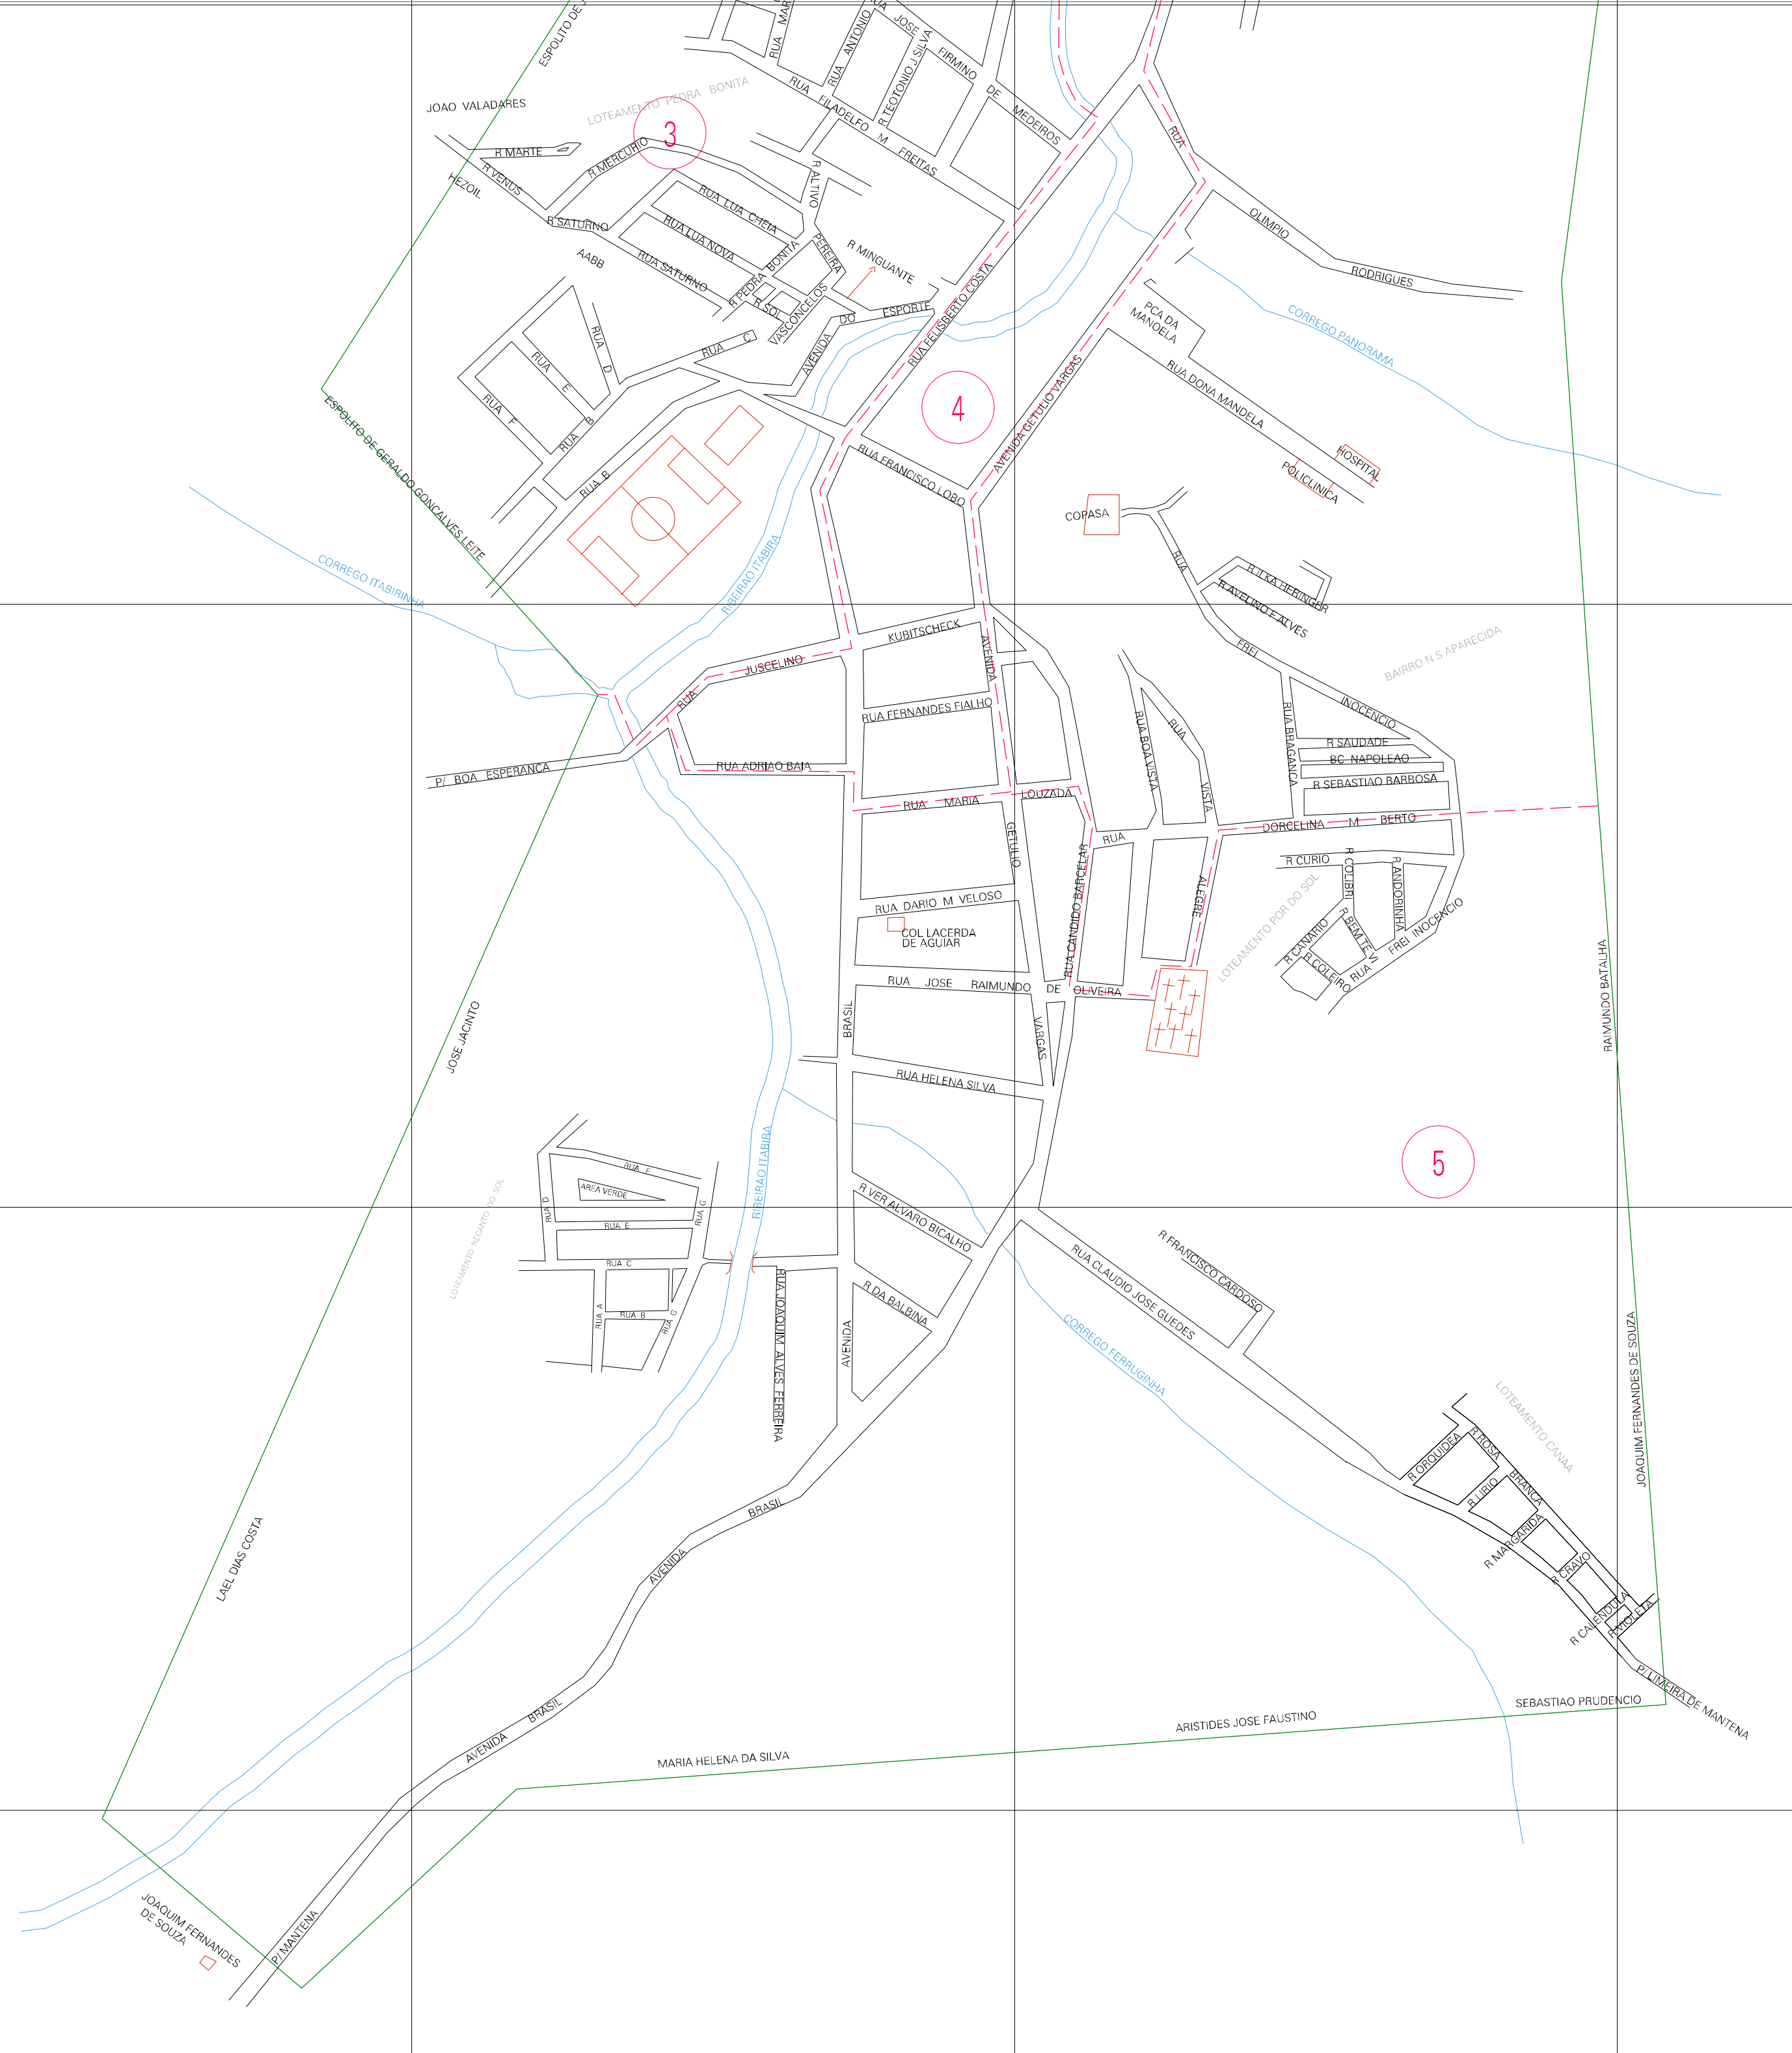 ESPOLITO DE
RUA MAR
RUA ANTONIO
RUA JOSE FIRMINO DE MEDEIROS
R TEOTONIO J SILVA
RUA FILADELFO M FREITAS
JOAO VALADARES
LOTEAMENTO PEDRA BONITA
3
R MARTE
R MERCURIO
R VENUS
HEZOIL
R SATURNO
AABB
RUA LUA CHEIA
RUA LUA NOVA
RUA SATURNO
R ALTIVO
PEREIRA
VASCONCELOS
R PEDRA BONITA
R SOL
R MINGUANTE
AVENIDA DO ESPORTE
RUA FELISBERTO COSTA
RUA OLIMPIO RODRIGUES
CORREGO PANORAMA
PCA DA
MANOELA
RUA DONA MANDELA
HOSPITAL
POLICLINICA
4
AVENIDA GETULIO VARGAS
RUA FRANCISCO LOBO
RUA C
RUA D
RUA E
RUA F
RUA B
RUA B
ESPOLITO DE GERALDO GONCALVES LEITE
CORREGO ITABIRINHA
RIBEIRAO ITABIRA
COPASA
RUA FREI INOCENCIO
R ILKA HERINGER
R AVELINO F ALVES
BAIRRO N S APARECIDA
RUA JUSCELINO KUBITSCHECK
RUA FERNANDES FIALHO
AVENIDA GETULIO VARGAS
P/ BOA ESPERANCA
RUA ADRIAO BAIA
RUA MARIA LOUZADA
RUA BOA VISTA
RUA VISTA ALEGRE
RUA BRAGANCA
R SAUDADE
BC NAPOLEAO
R SEBASTIAO BARBOSA
RUA DORCELINA M BERTO
RUA CANDIDO BARCELAR
R CURIO
R COLIBRI
R ANDORINHA
R BEM TE VI
R CANARIO
R COLEIRO
RUA FREI INOCENCIO
LOTEAMENTO POR DO SOL
RUA DARIO M VELOSO
COL LACERDA
DE AGUIAR
RUA JOSE RAIMUNDO DE OLIVEIRA
RAIMUNDO BATALHA
JOSE JACINTO
AVENIDA BRASIL
RUA HELENA SILVA
RIBEIRAO ITABIRA
5
LOTEAMENTO RECANTO DO SOL
RUA F
AREA VERDE
RUA D
RUA G
RUA E
RUA C
RUA A
RUA B
RUA G
RUA JOAQUIM ALVES FERREIRA
R VER ALVARO BICALHO
R DA BALBINA
RUA CLAUDIO JOSE GUEDES
R FRANCISCO CARDOSO
CORREGO FERRUGINHA
JOAQUIM FERNANDES DE SOUZA
LOTEAMENTO CANAA
R ORQUIDEA
R ROSA BRANCA
R LIRIO
R MARGARIDA
R CRAVO
R CALENDULA
R VIOLETA
P/ LIMEIRA DE MANTENA
LAEL DIAS COSTA
AVENIDA BRASIL
AVENIDA BRASIL
MARIA HELENA DA SILVA
ARISTIDES JOSE FAUSTINO
SEBASTIAO PRUDENCIO
JOAQUIM FERNANDES
DE SOUZA
P/ MANTENA